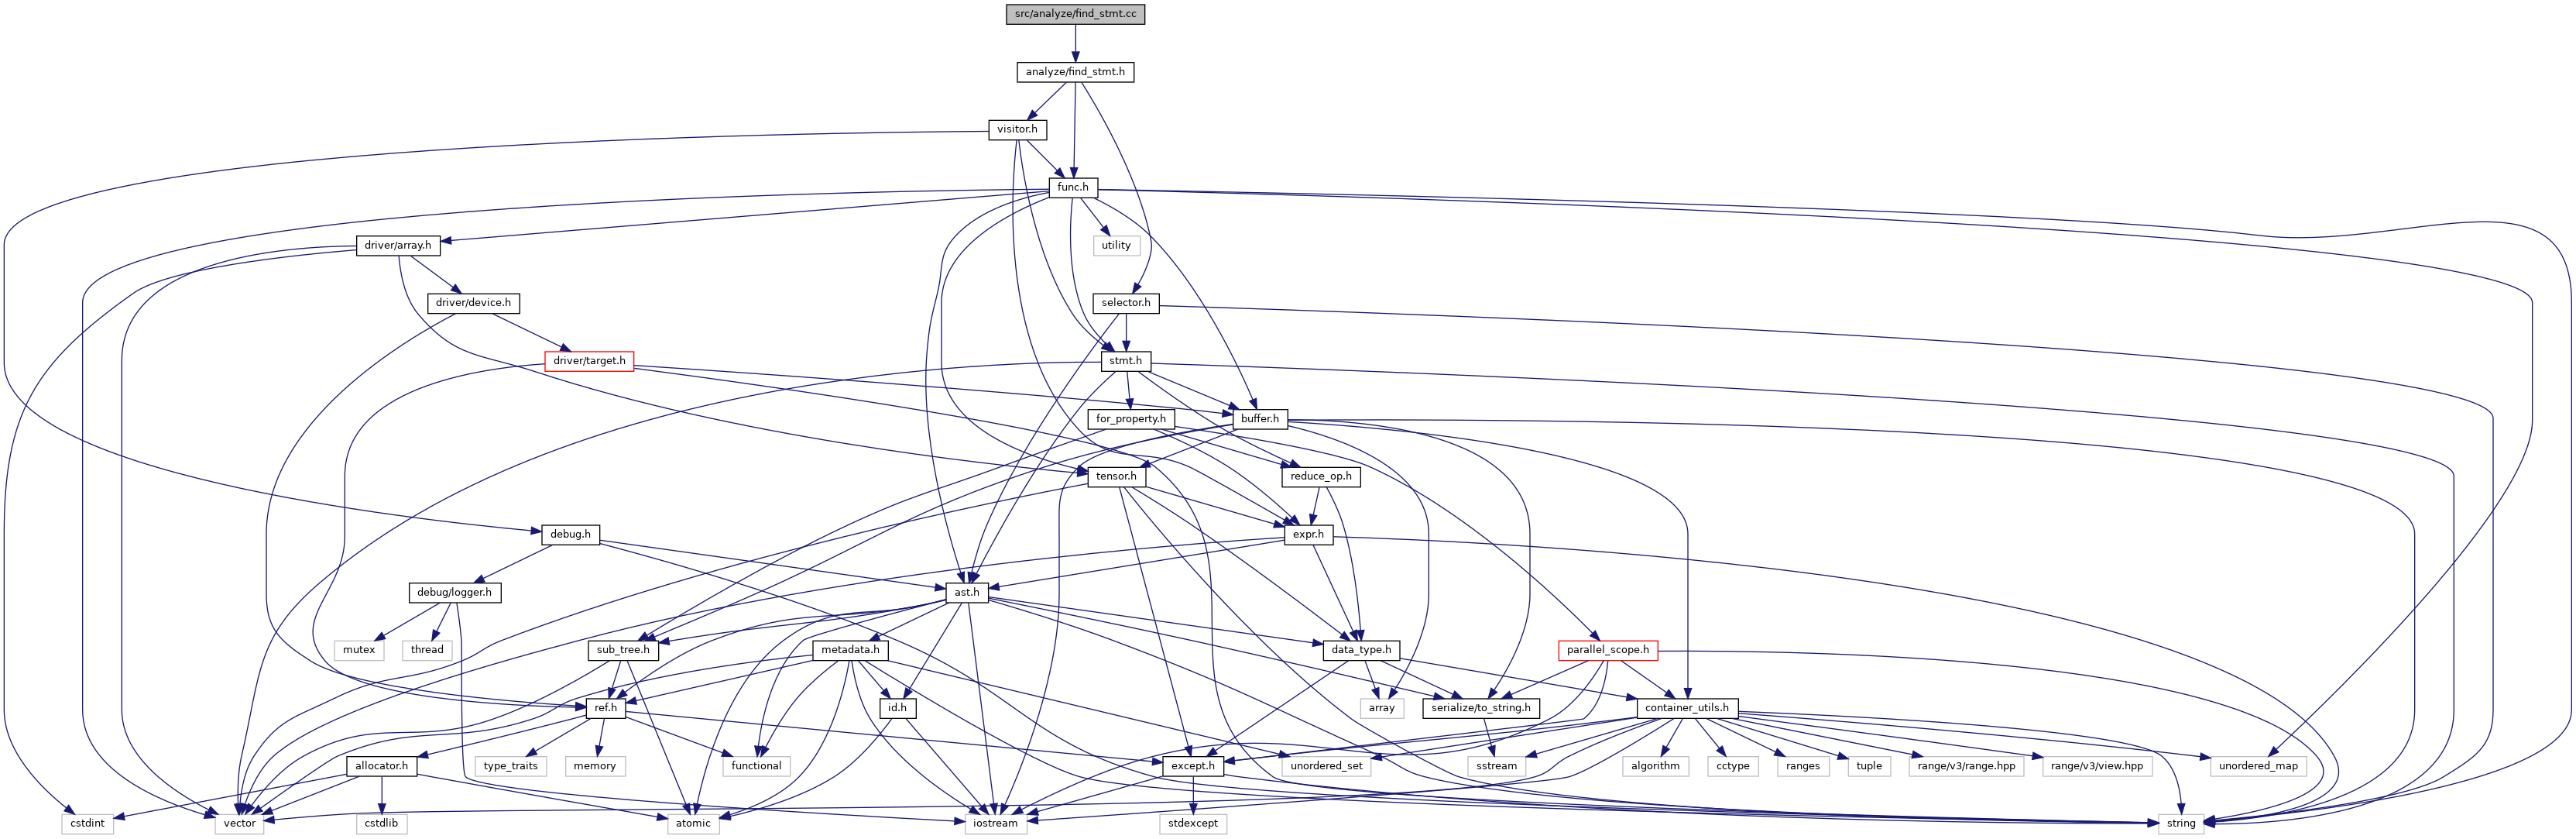 src/analyze/find_stmt.cc
analyze/find_stmt.h
visitor.h
func.h
driver/array.h
utility
driver/device.h
selector.h
driver/target.h
stmt.h
for_property.h
buffer.h
tensor.h
reduce_op.h
debug.h
expr.h
debug/logger.h
ast.h
mutex
thread
sub_tree.h
metadata.h
data_type.h
parallel_scope.h
ref.h
id.h
array
serialize/to_string.h
container_utils.h
allocator.h
type_traits
memory
functional
except.h
unordered_set
sstream
algorithm
cctype
ranges
tuple
range/v3/range.hpp
range/v3/view.hpp
unordered_map
cstdint
vector
cstdlib
atomic
iostream
stdexcept
string